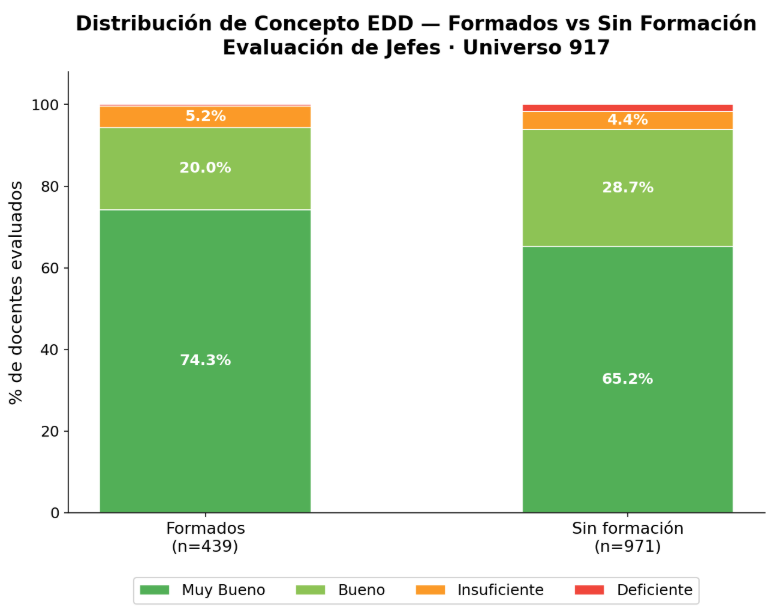 Distribución de Concepto EDD — Formados vs Sin Formación
Evaluación de Jefes · Universo 917
% de docentes evaluados
100
80
60
40
20
0
5.2%
20.0%
74.3%
4.4%
28.7%
65.2%
Formados
(n=439)
Sin formación
(n=971)
Muy Bueno
Bueno
Insuficiente
Deficiente